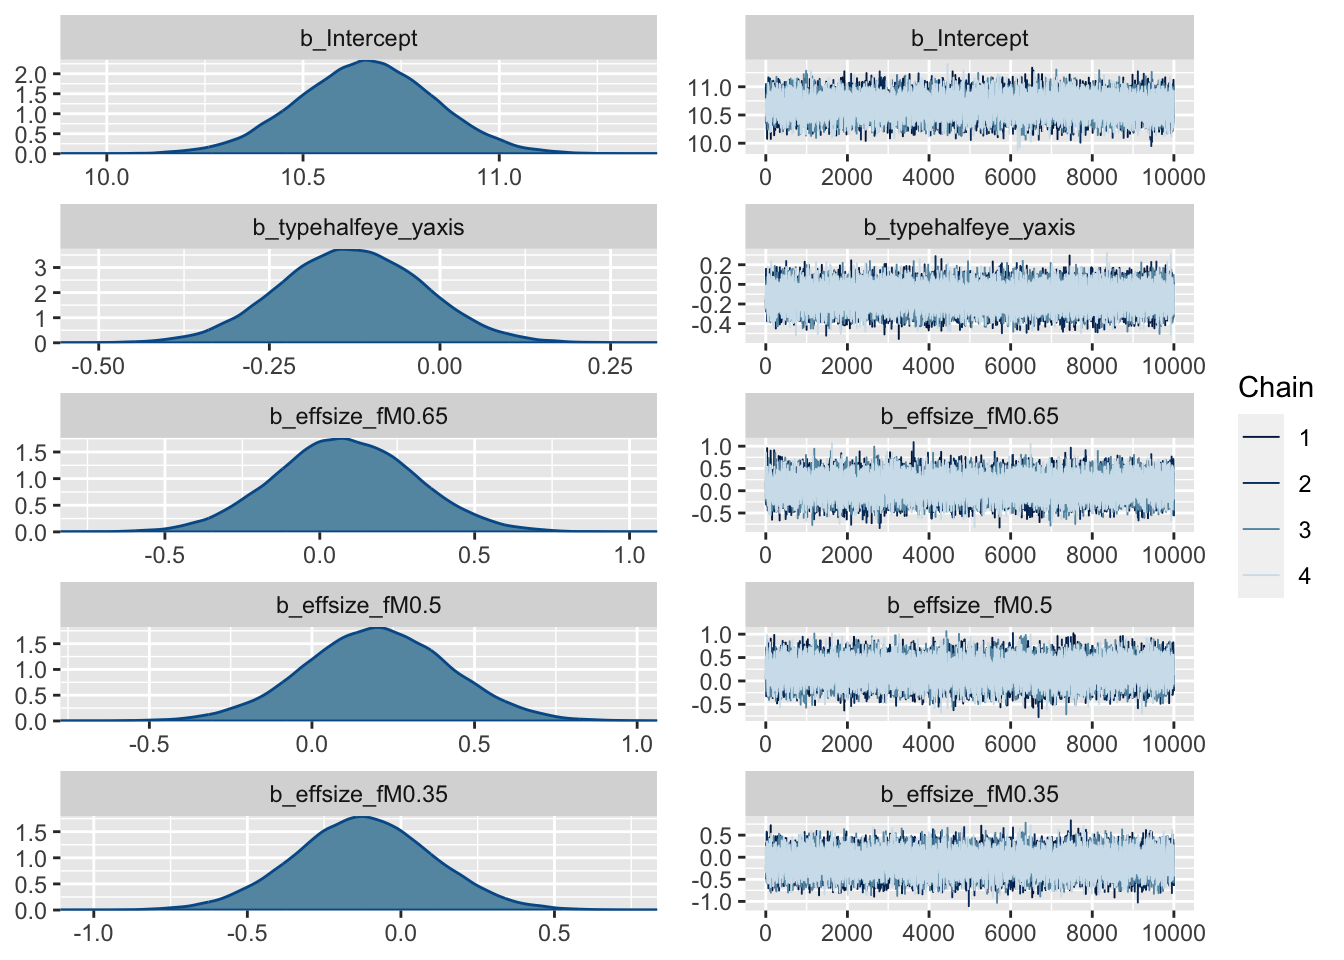 b_Intercept
2.0
1.5
1.0
0.5
0.0
10.0 10.5 11.0
b_Intercept
11.0
10.5
10.0
0 2000 4000 6000 8000 10000
b_typehalfeye_yaxis
3
2
1
0
-0.50 -0.25 0.00 0.25
b_typehalfeye_yaxis
0.2
0.0
-0.2
-0.4
0 2000 4000 6000 8000 10000
b_effsize_fM0.65
1.5
1.0
0.5
0.0
-0.5 0.0 0.5 1.0
b_effsize_fM0.65
1.0
0.5
0.0
-0.5
0 2000 4000 6000 8000 10000
b_effsize_fM0.5
1.5
1.0
0.5
0.0
-0.5 0.0 0.5 1.0
b_effsize_fM0.5
1.0
0.5
0.0
-0.5
0 2000 4000 6000 8000 10000
b_effsize_fM0.35
1.5
1.0
0.5
0.0
-1.0 -0.5 0.0 0.5
b_effsize_fM0.35
0.5
0.0
-0.5
-1.0
0 2000 4000 6000 8000 10000
Chain
1
2
3
4